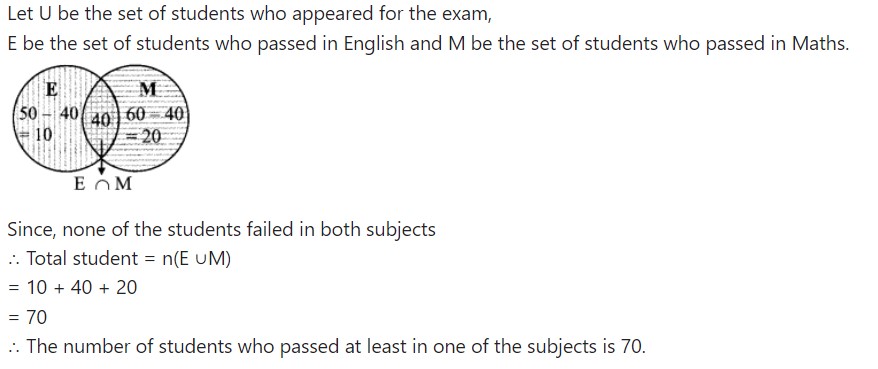 Let U be the set of students who appeared for the exam,
E be the set of students who passed in English and M be the set of students who passed in Maths.
E M
50 – 40 40 60 – 40
= 10 = 20
E ∩ M
Since, none of the students failed in both subjects
∴ Total student = n(E ∪M)
= 10 + 40 + 20
= 70
∴ The number of students who passed at least in one of the subjects is 70.